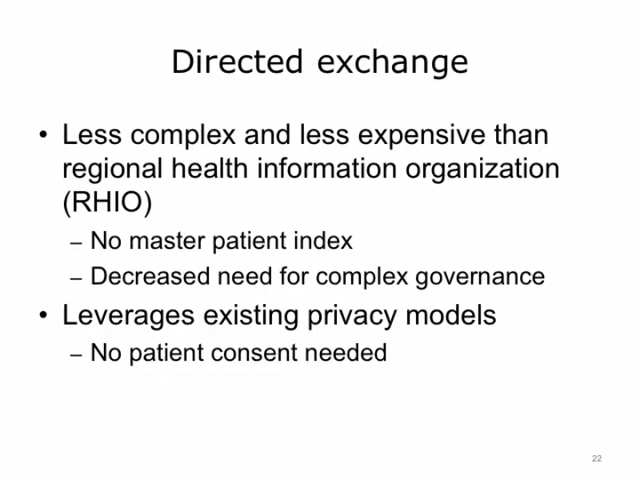 Directed exchange
• Less complex and less expensive than
regional health information organization
(RHIO)
– No master patient index
– Decreased need for complex governance
• Leverages existing privacy models
– No patient consent needed
22